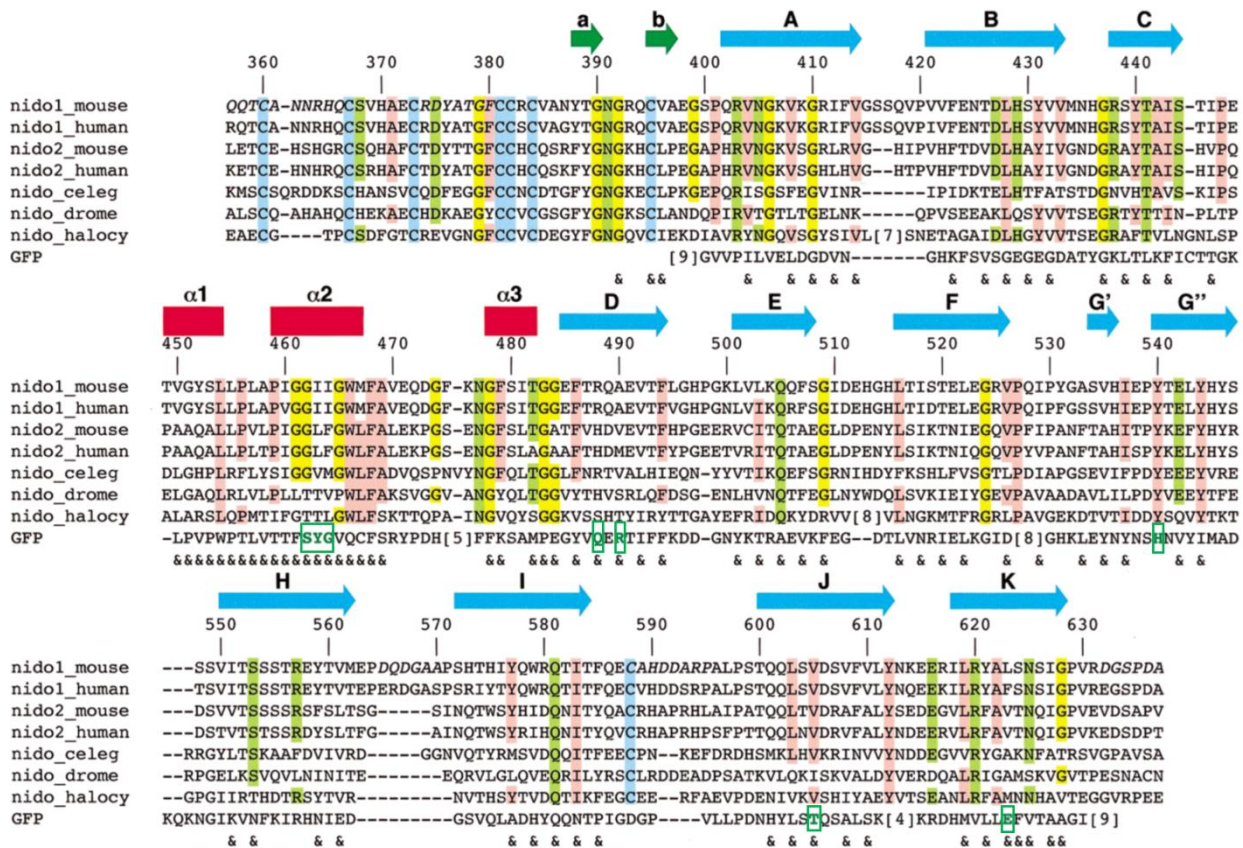 a b A B C
360 370 380 390 400 410 420 430 440
nido1_mouse QQTCA-NNRHQCSVHAECRDYATGFCCRCVANYTGNGRQCVAEGSPQRVNGKVKGRIFVGSSQVPVVFENTDLHSYVVMNHGRSYTAIS-TIPE
nido1_human RQTCA-NNRHQCSVHAECRDYATGFCCSCVAGYTGNGRQCVAEGSPQRVNGKVKGRIFVGSSQVPIVFENTDLHSYVVMNHGRSYTAIS-TIPE
nido2_mouse LETCE-HSHGRCSQHAFCTDYTTGFCCHCQSRFYGNGKHCLPEGAPHRVNGKVSGRLRVG--HIPVHFTDVDLHAYIVGNDGRAYTAIS-HVPQ
nido2_human KETCE-HNHRQCSRHAFCTDYATGFCCHCQSKFYGNGKHCLPEGAPHRVNGKVSGHLHVG--HTPVHFTDVDLHAYIVGNDGRAYTAIS-HIPQ
nido_celeg KMSCSQRDDKSCHANSVCQDFEGGFCCNCDTGFYGNGKECLPKGEPQRISGSFEGVINR------IPIDKTELHTFATSTDGNVHTAVS-KIPS
nido_drome ALSCQ-AHAHQCHEKAECHDKAEGYCCVCGSGFYGNGKSCLANDQPIRVTGTLTGELNK------QPVSEEAKLQSYVVTSEGRTYTTIN-PLTP
nido_halocy EAECG----TPCSDFGTCREVGNGFCCVCDEGYFGNGQVCIEKDIAVRYNGQVSGYSIVL[7]SNETAGAIDLHGYVVTSEGRAFTVLNGNLSP
GFP [9]GVVPILVELDGDVN-------GHKFSVSGEGEGDATYGKLTLKFICTTGK
& && & & & & & & & & & & & & &
α1 α2 α3 D E F G' G''
450 460 470 480 490 500 510 520 530 540
nido1_mouse TVGYSLLPLAPIGGIIGWMFAVEQDGF-KNGFSITGGEFTRQAEVTFLGHPGKLVLKQQFSGIDEHGHLTISTELEGRVPQIPYGASVHIEPYTELYHYS
nido1_human TVGYSLLPLAPVGGIIGWMFAVEQDGF-KNGFSITGGEFTRQAEVTFVGHPGNLVIKQRFSGIDEHGHLTIDTELEGRVPQIPFGSSVHIEPYTELYHYS
nido2_mouse PAAQALLPVLPIGGLFGWLFALEKPGS-ENGFSLTGATFVHDVEVTFHPGEERVCITQTAEGLDPENYLSIKTNIQGQVPFIPANFTAHITPYKEFYHYS
nido2_human PAAQALLPLTPIGGLFGWLFALEKPGS-ENGFSLAGAAFTHDMEVTFYPGEETVRITQTAEGLDPENYLSIKTNIQGQVPYVPANFTAHISPYKELYHYS
nido_celeg DLGHPLRFLYSIGGVMGWLFADVQSPNVYNGFQLTGGLFNRTVALHIEQN-YYVTIKQEFSGRNIHDYFKSHLFVSGTLPDIAPGSEVIFPDYEEEYVRE
nido_drome ELGAQLRLVLPLLTTVPWLFAKSVGGV-ANGYQLTGGVYTHVSRLQFDSG-ENLHVNQTFEGLNYWDQLSVKIEIYGEVPAVAADAVLILPDYVEEYTFE
nido_halocy ALARSLQPMTIFGTTLGWLFSKTTQPA-INGVQYSGGKVSSHTYIRYTTGAYEFRIDQKYDRVV[8]VLNGKMTFRGRLPAVGEKDTVTIDDYSQVYTKT
GFP -LPVPWPTLVTTFSYGVQCFSRYPDH[5]FFKSAMPEGYVQERTIFFKDD-GNYKTRAEVKFEGDTLVNRIELKGID[8]GHKLEYNYNSHNVYIMAD
&&&&&&&&&&&&&&&&&&&& && &&& & & & & & & & & & & & & & & & & &
H I J K
550 560 570 580 590 600 610 620 630
nido1_mouse ---SSVITSSSTREYTVMEPDQDGAAPSHTHIYQWRQTITFQECAHDDARPALPSTQQLSVDSVFVLYNKEERILRYALSNSIGPVRDGSPDA
nido1_human ---TSVITSSSTREYTVTEPERDGASPSRIYTYQWRQTITFQECVHDDSRPALPSTQQLSVDSVFVLYNQEEKILRYAFSNSIGPVREGSPDA
nido2_mouse --DSVVTSSSSRSFSLTSG-----SINQTWSYHIDQNITYQACRHAPRHLAIPATQQLTVDRAFALYSEDEGVLRFAVTNQIGPVEVDSAPV
nido2_human --DSTVTSTSSRDYSLTFG-----AINQTWSYRIHQNITYQVCRHAPRHPSFPTTQQLNVDRVFALYNDEERVLRFAVTNQIGPVKEDSDPT
nido_celeg --RRGYLTSKAAFDVIVRD----GGNVQTYRMSVDQQITFEECPN--KEFDRDHSMKLHVKRINVVYNDDEGVVRYGAKNFATRSVGPAVSA
nido_drome --RPGELKSVQVLNINITE-------EQRVLGLQVEQRILYRSCLRDDEADPSATKVLQKISKVALDYVERDQALRIGAMSKVGVTPESNACN
nido_halocy --GPGIIRTHDTRSYTVR--------NVTHSYTVDQTIKFEGCEE--RFAEVPDENIVKVSHIYAEYVTSEANLRFAMNNHAVTEGGVRPEE
GFP KQKNGIKVNFKIRHNIED-------GSVQLADHYQQNTPIGDGP---VLLPDNHYLSTQSALSK[4]KRDHMVLLEFVTAAGI[9]
& & & & & & & & & & & & & & & & && && &&